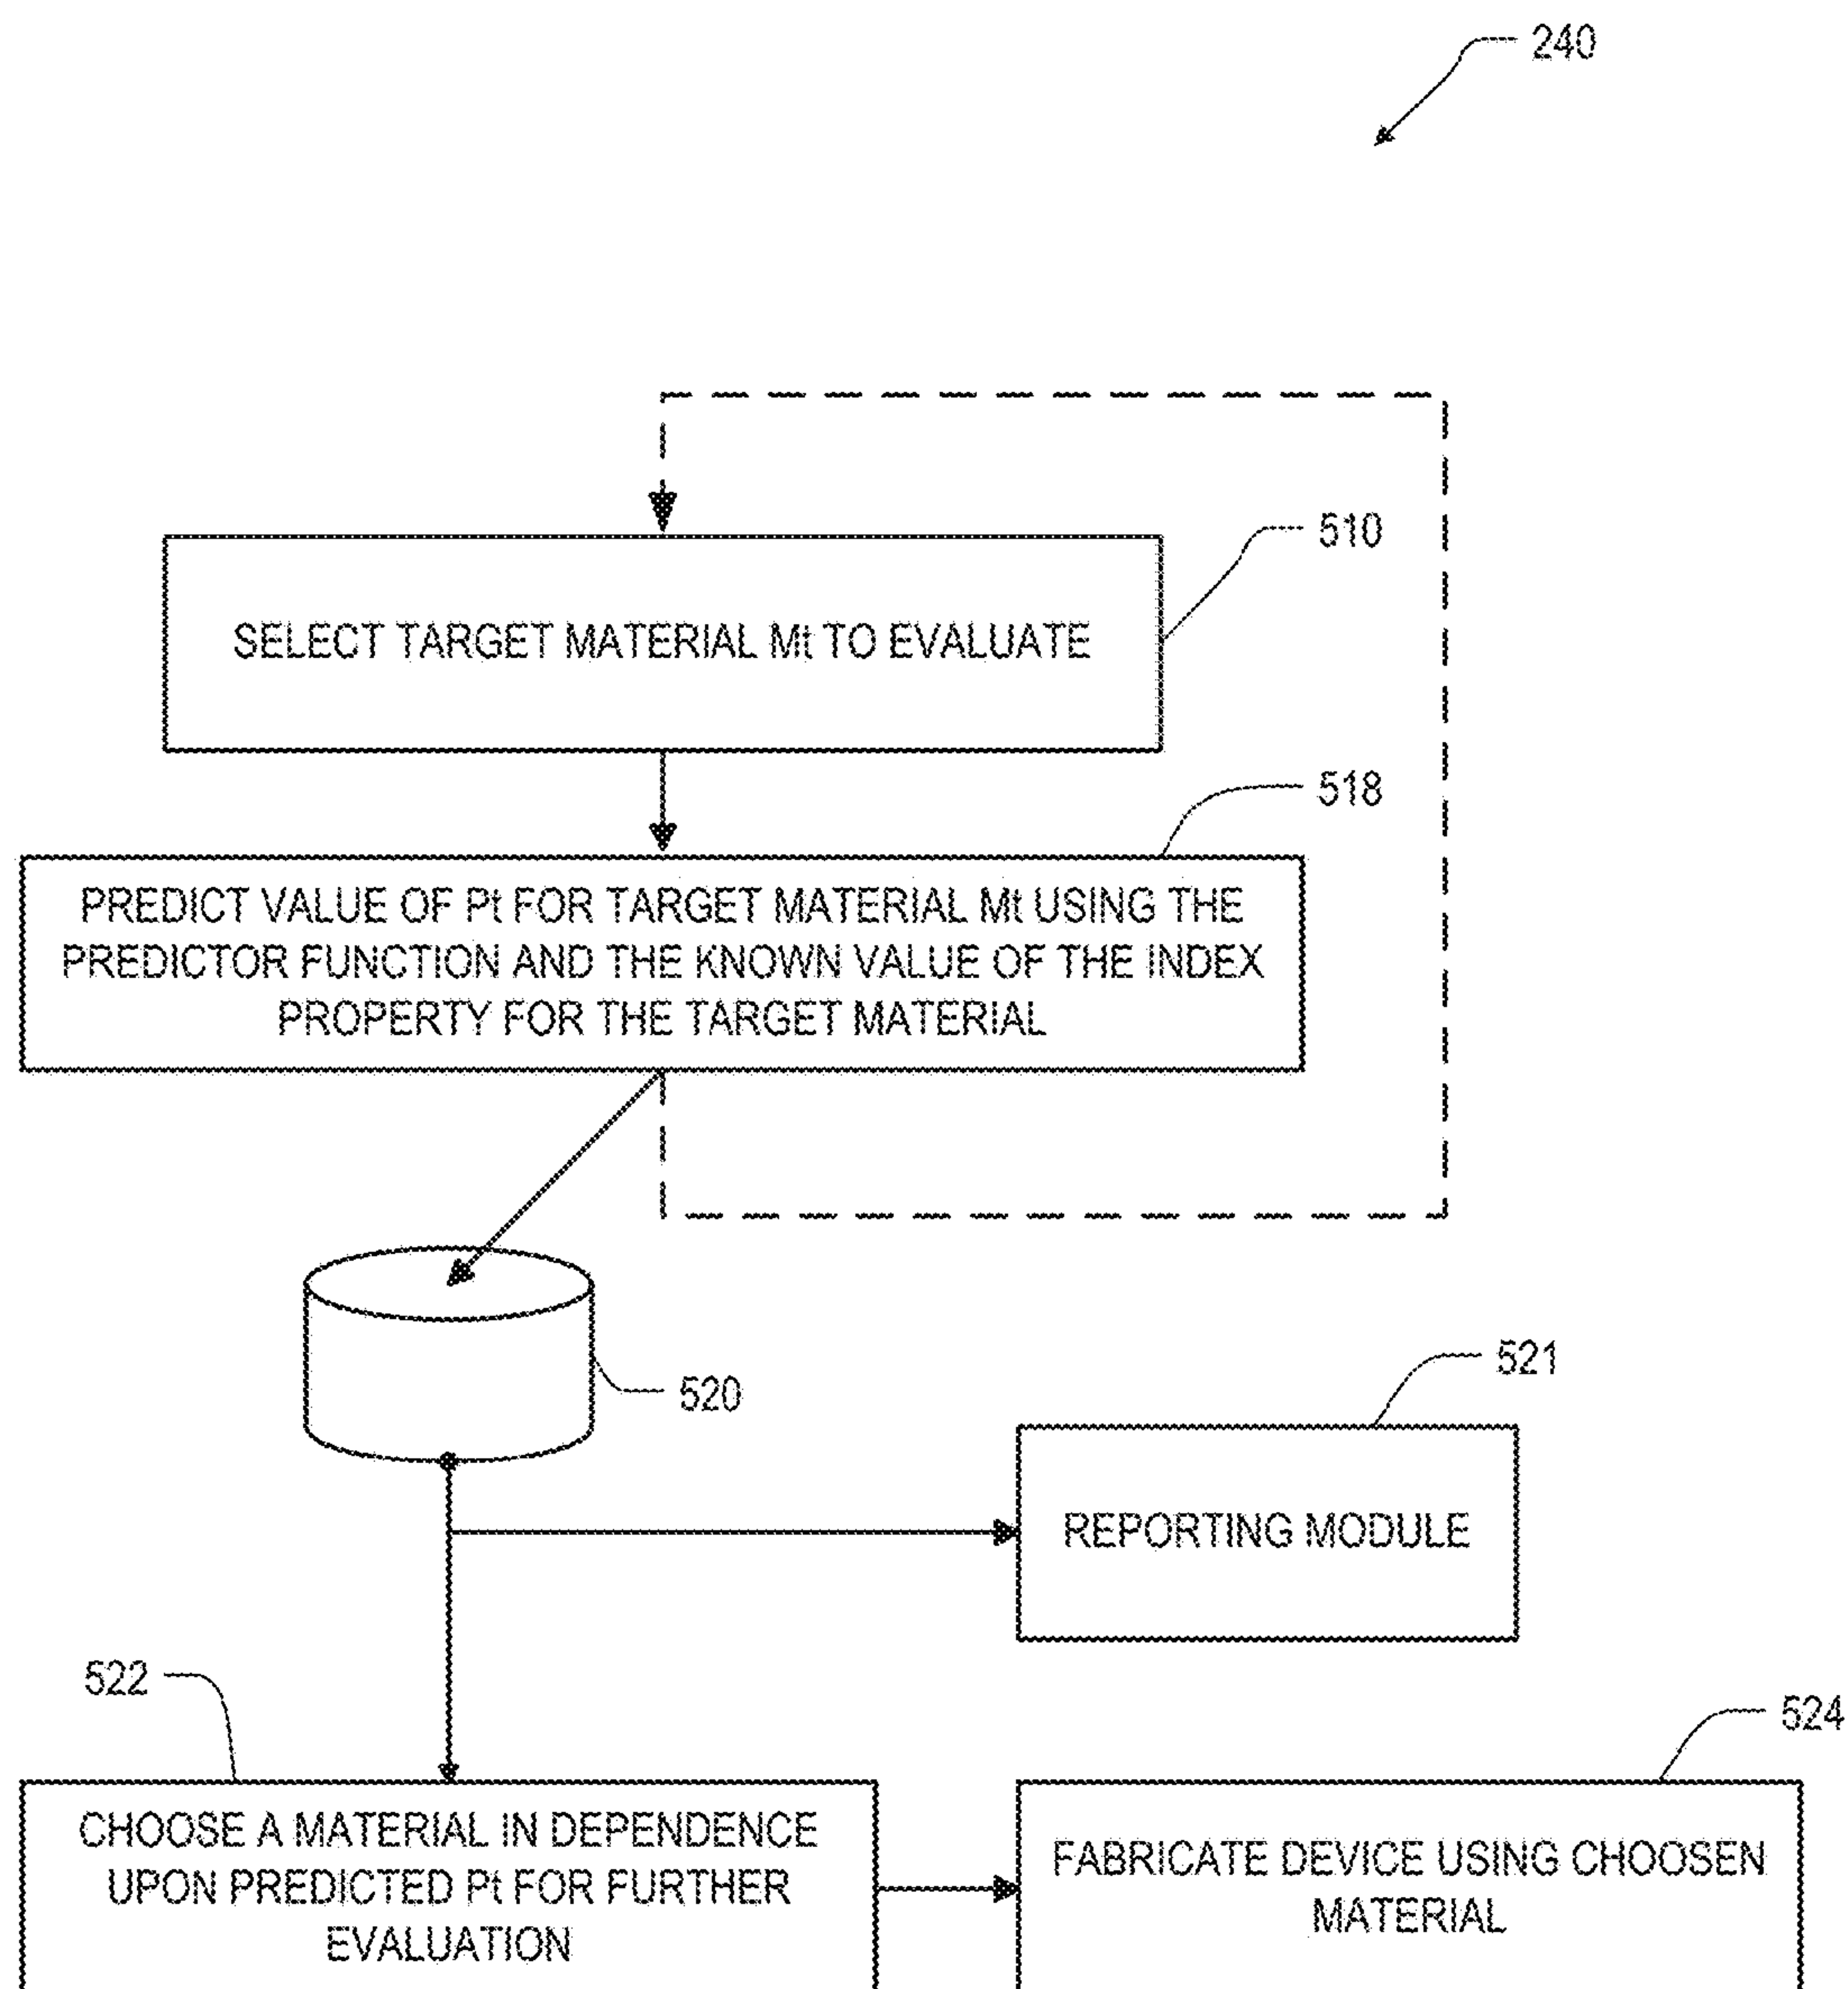 240
510
SELECT TARGET MATERIAL Mt TO EVALUATE
518
PREDICT VALUE OF Pt FOR TARGET MATERIAL Mt USING THE
PREDICTOR FUNCTION AND THE KNOWN VALUE OF THE INDEX
PROPERTY FOR THE TARGET MATERIAL
520
521
REPORTING MODULE
522
524
CHOOSE A MATERIAL IN DEPENDENCE
UPON PREDICTED Pt FOR FURTHER
EVALUATION
FABRICATE DEVICE USING CHOOSEN
MATERIAL